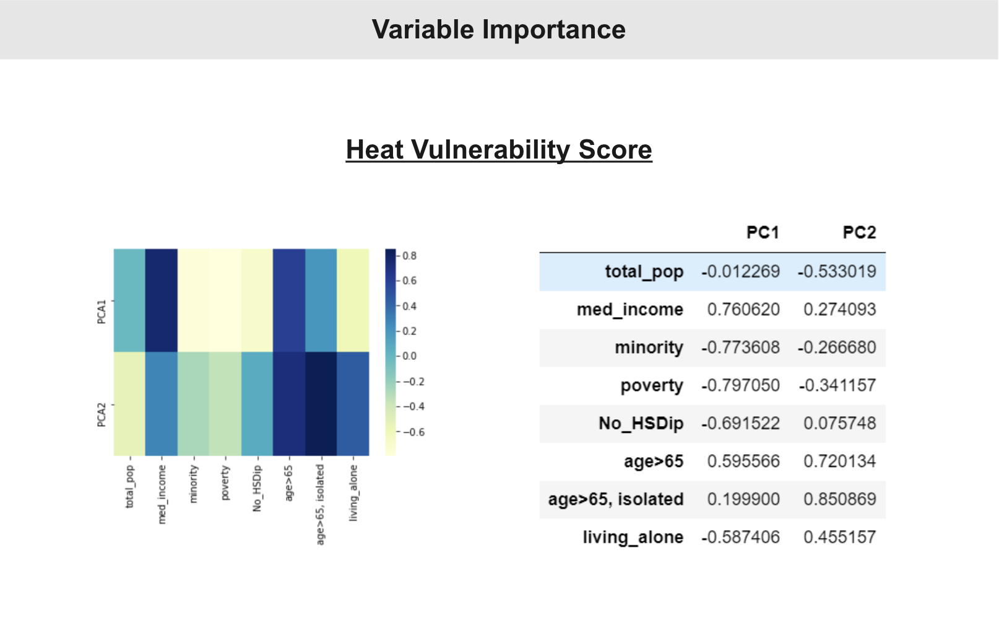 Variable Importance
Heat Vulnerability Score
PCA1
PCA2
total_pop
med_income
minority
poverty
No_HSDip
age>65
age>65, isolated
living_alone
0.8
0.6
0.4
0.2
0.0
−0.2
−0.4
−0.6
PC1 PC2
total_pop -0.012269 -0.533019
med_income 0.760620 0.274093
minority -0.773608 -0.266680
poverty -0.797050 -0.341157
No_HSDip -0.691522 0.075748
age>65 0.595566 0.720134
age>65, isolated 0.199900 0.850869
living_alone -0.587406 0.455157